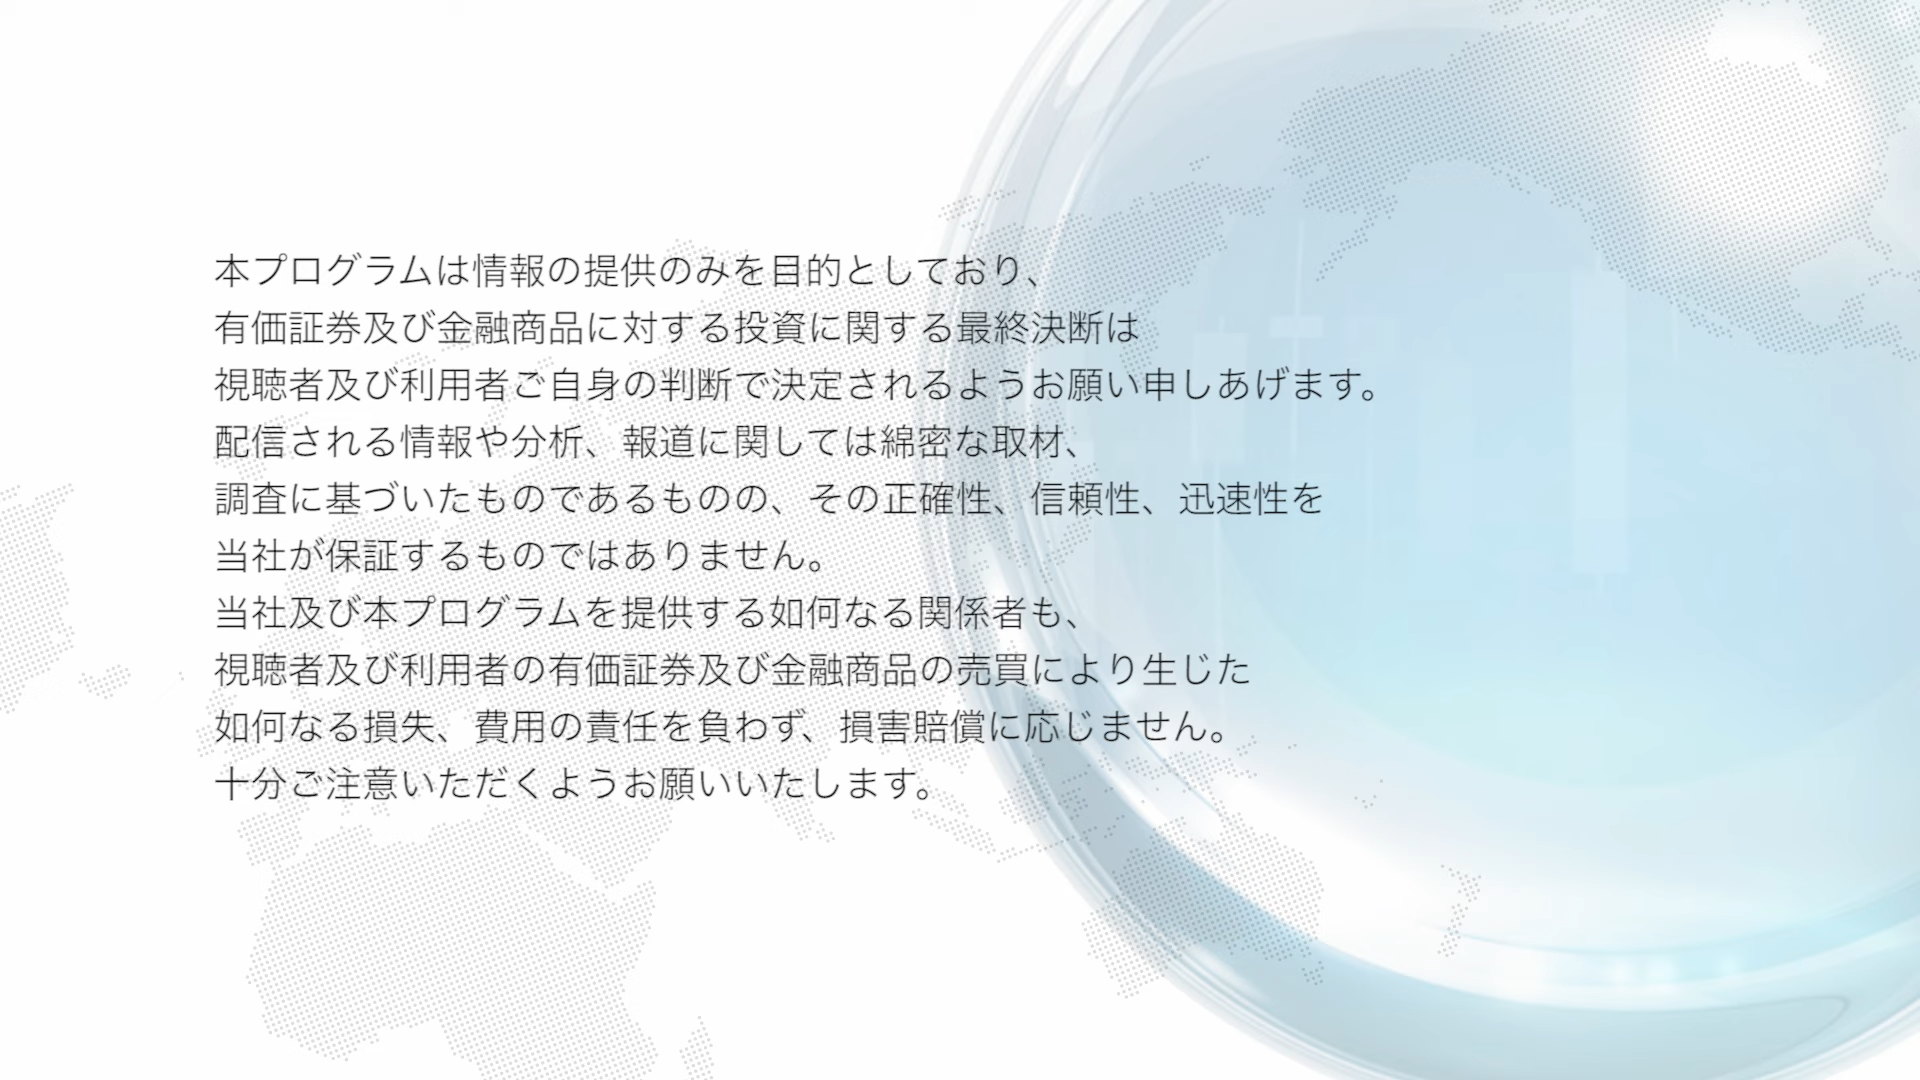 本プログラムは情報の提供のみを目的としており、
有価証券及び金融商品に対する投資に関する最終決断は
視聴者及び利用者ご自身の判断で決定されるようお願い申しあげます。
配信される情報や分析、報道に関しては綿密な取材、
調査に基づいたものであるものの、その正確性、信頼性、迅速性を
当社が保証するものではありません。
当社及び本プログラムを提供する如何なる関係者も、
視聴者及び利用者の有価証券及び金融商品の売買により生じた
如何なる損失、費用の責任を負わず、損害賠償に応じません。
十分ご注意いただくようお願いいたします。